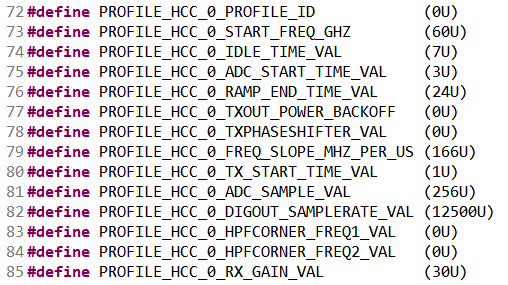 72 #define PROFILE_HCC_0_PROFILE_ID (0U)
73 #define PROFILE_HCC_0_START_FREQ_GHZ (60U)
74 #define PROFILE_HCC_0_IDLE_TIME_VAL (7U)
75 #define PROFILE_HCC_0_ADC_START_TIME_VAL (3U)
76 #define PROFILE_HCC_0_RAMP_END_TIME_VAL (24U)
77 #define PROFILE_HCC_0_TXOUT_POWER_BACKOFF (0U)
78 #define PROFILE_HCC_0_TXPHASESHIFTER_VAL (0U)
79 #define PROFILE_HCC_0_FREQ_SLOPE_MHZ_PER_US (166U)
80 #define PROFILE_HCC_0_TX_START_TIME_VAL (1U)
81 #define PROFILE_HCC_0_ADC_SAMPLE_VAL (256U)
82 #define PROFILE_HCC_0_DIGOUT_SAMPLERATE_VAL (12500U)
83 #define PROFILE_HCC_0_HPFCORNER_FREQ1_VAL (0U)
84 #define PROFILE_HCC_0_HPFCORNER_FREQ2_VAL (0U)
85 #define PROFILE_HCC_0_RX_GAIN_VAL (30U)